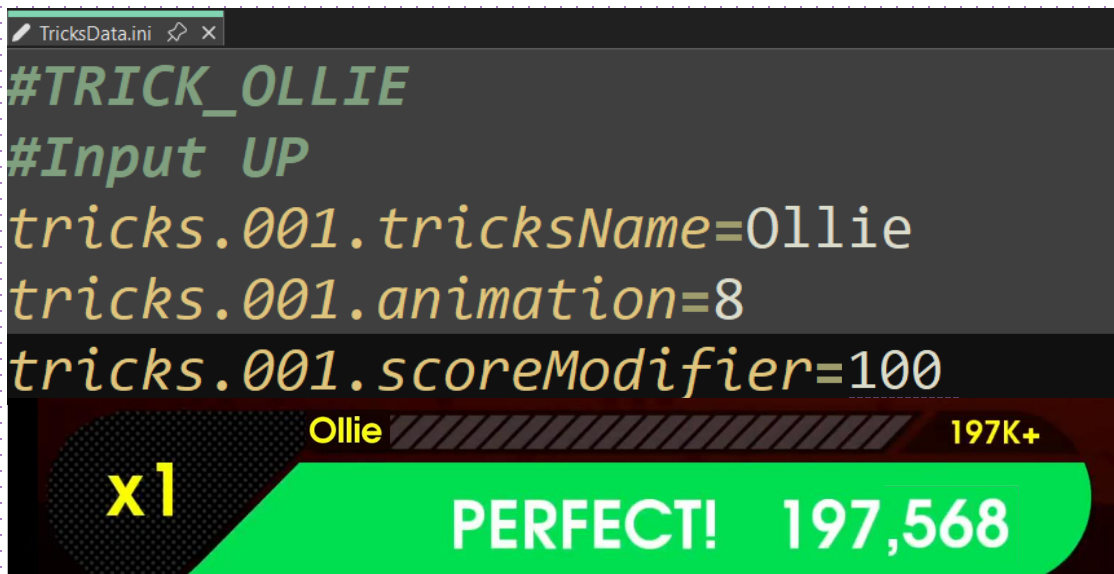 TricksData.ini
#TRICK_OLLIE
#Input UP
tricks.001.tricksName=Ollie
tricks.001.animation=8
tricks.001.scoreModifier=100
Ollie 197K+
x1
PERFECT! 197,568